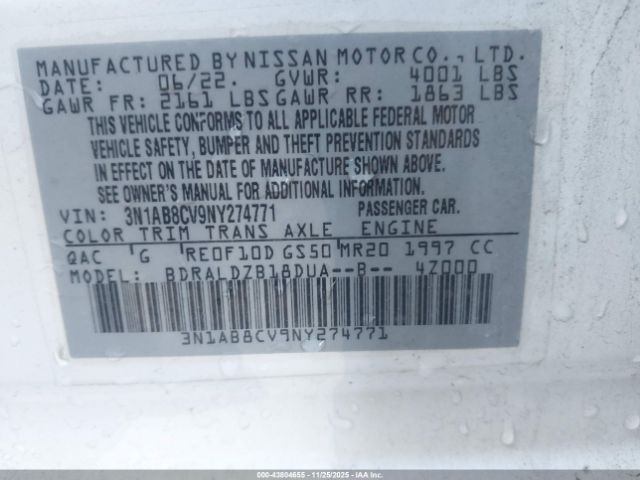 MANUFACTURED BY NISSAN MOTOR CO., LTD.
DATE: 06/22. GVWR: 4001 LBS
GAWR FR: 2161 LBS GAWR RR: 1863 LBS
THIS VEHICLE CONFORMS TO ALL APPLICABLE FEDERAL MOTOR
VEHICLE SAFETY, BUMPER AND THEFT PREVENTION STANDARDS
IN EFFECT ON THE DATE OF MANUFACTURE SHOWN ABOVE.
SEE OWNER'S MANUAL FOR ADDITIONAL INFORMATION.
VIN: 3N1AB8CV9NY274771 PASSENGER CAR.
COLOR TRIM TRANS AXLE ENGINE
QAC G RE0F10D GS50 MR20 1997 CC
MODEL: BDRALDZB18DUA--B-- 4Z000
3N1AB8CV9NY274771
000-43804655 - 11/25/2025 - IAAI.COM